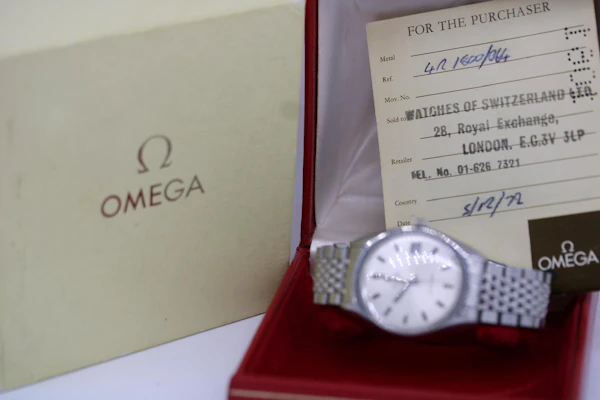 Ω
OMEGA
FOR THE PURCHASER
Metal
Ref.
Mov. No.
Sold to WATCHES OF SWITZERLAND LTD.
28, Royal Exchange,
LONDON, E.C.3V 3LP
Retailer
TEL. No. 01-626 7321
Country
Date
Ω
OMEGA